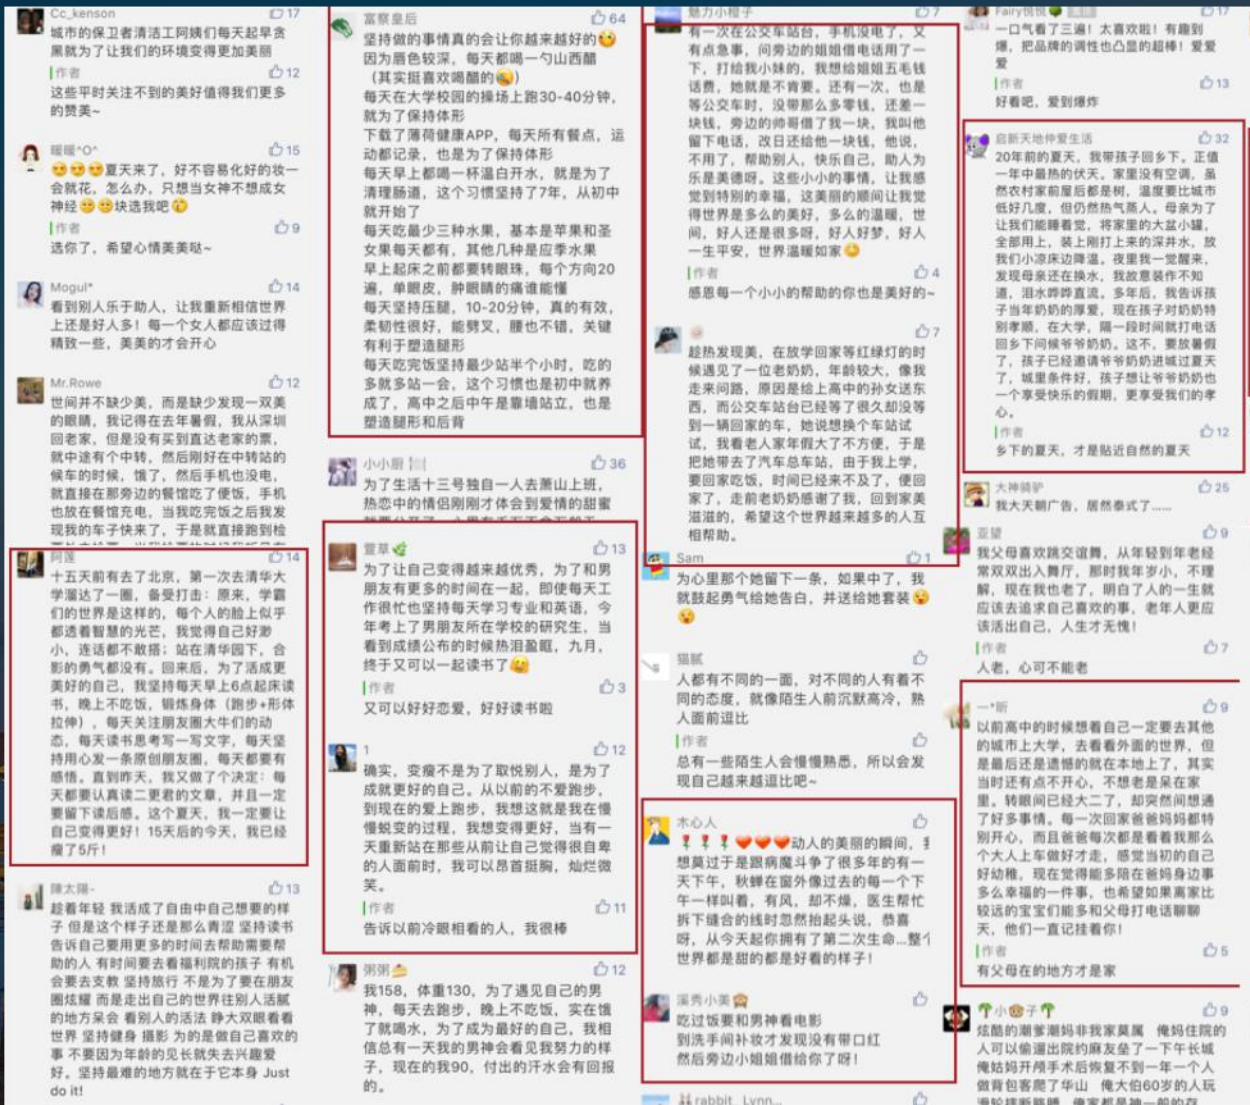 Cc_kenson
17
城市的保卫者清洁工阿姨们每天起早贪
黑就为了让我们的环境变得更加美丽
作者
12
这些平时关注不到的美好值得我们更多
的赞美~
暖暖^O^
15
夏天来了，好不容易化好的妆一
会就花，怎么办，只想当女神不想成女
神经😊😊块选我吧
作者
9
选你了，希望心情美美哒~
Mogul*
14
看到别人乐于助人，让我重新相信世界
上还是好人多！每一个女人都应该过得
精致一些，美美的才会开心
Mr.Rowe
12
世间并不缺少美，而是缺少发现一双美
的眼睛，我记得在去年暑假，我从深圳
回老家，但是没有买到直达老家的票，
就中途有个中转，然后刚好在中转站的
候车的时候，饿了，然后手机也没电，
就直接在那旁边的餐馆吃了便饭，手机
也放在餐馆充电，当我吃完饭之后我发
现我的车子快来了，于是就直接跑到检
阿莲
14
十五天前有去了北京，第一次去清华大
学溜达了一圈，备受打击：原来，学霸
们的世界是这样的，每个人的脸上似乎
都透着智慧的光芒，我觉得自己好渺
小，连话都不敢搭；站在清华园下，合
影的勇气都没有。回来后，为了活成更
美好的自己，我坚持每天早上6点起床读
书，晚上不吃饭，锻炼身体（跑步+形体
拉伸），每天关注朋友圈大牛们的动
态，每天读书思考写一写文字，每天坚
持用心发一条原创朋友圈，每天都要有
感悟。直到昨天，我又做了个决定：每
天都要认真读二更君的文章，并且一定
要留下读后感。这个夏天，我一定要让
自己变得更好！15天后的今天，我已经
瘦了5斤！
陳太陽-
13
趁着年轻 我活成了自由中自己想要的样
子 但是这个样子还是那么青涩 坚持读书
告诉自己要用更多的时间去帮助需要帮
助的人 有时间要去看福利院的孩子 有机
会要去支教 坚持旅行 不是为了要在朋友
圈炫耀 而是走出自己的世界往别人活腻
的地方呆会 看别人的活法 睁大双眼看看
世界 坚持健身 摄影 为的是做自己喜欢的
事 不要因为年龄的见长就失去兴趣爱
好。坚持最难的地方就在于它本身 Just
do it!
富察皇后
64
坚持做的事情真的会让你越来越好的
因为唇色较深，每天都喝一勺山西醋
（其实挺喜欢喝醋的）
每天在大学校园的操场上跑30-40分钟，
就为了保持体形
下载了薄荷健康APP，每天所有餐点，运
动都记录，也是为了保持体形
每天早上都喝一杯温白开水，就是为了
清理肠道，这个习惯坚持了7年，从初中
就开始了
每天吃最少三种水果，基本是苹果和圣
女果每天都有，其他几种是应季水果
早上起床之前都要转眼珠，每个方向20
遍，单眼皮，肿眼睛的痛谁能懂
每天坚持压腿，10-20分钟，真的有效，
柔韧性很好，能劈叉，腰也不错，关键
有利于塑造腿形
每天吃完饭坚持最少站半个小时，吃的
多就多站一会，这个习惯也是初中就养
成了，高中之后中午是靠墙站立，也是
塑造腿形和后背
小小厨
36
为了生活十三号独自一人去萧山上班，
热恋中的情侣刚刚才体会到爱情的甜蜜
萱草
13
为了让自己变得越来越优秀，为了和男
朋友有更多的时间在一起，即使每天工
作很忙也坚持每天学习专业和英语，今
年考上了男朋友所在学校的研究生，当
看到成绩公布的时候热泪盈眶，九月，
终于又可以一起读书了
作者
3
又可以好好恋爱，好好读书啦
1
12
确实，变瘦不是为了取悦别人，是为了
成就更好的自己。从以前的不爱跑步，
到现在的爱上跑步，我想这就是我在慢
慢蜕变的过程，我想变得更好，当有一
天重新站在那些从前让自己觉得很自卑
的人面前时，我可以昂首挺胸，灿烂微
笑。
作者
11
告诉以前冷眼相看的人，我很棒
粥粥
12
我158，体重130，为了遇见自己的男
神，每天去跑步，晚上不吃饭，实在饿
了就喝水，为了成为最好的自己，我相
信总有一天我的男神会看见我努力的样
子，现在的我90，付出的汗水会有回报
的。
魅力小橙子
7
有一次在公交车站台，手机没电了，又
有点急事，问旁边的姐姐借电话用了一
下，打给我小妹的，我想给姐姐五毛钱
话费，她就是不肯要。还有一次，也是
等公交车时，没带那么多零钱，还差一
块钱，旁边的帅哥借了我一块，我叫他
留下电话，改日还给他一块钱，他说，
不用了，帮助别人，快乐自己，助人为
乐是美德呀。这些小小的事情，让我感
觉到特别的幸福，这美丽的瞬间让我觉
得世界是多么的美好，多么的温暖，世
间，好人还是很多呀，好人好梦，好人
一生平安，世界温暖如家
作者
4
感恩每一个小小的帮助的你也是美好的~
7
趁热发现美，在放学回家等红绿灯的时
候遇见了一位老奶奶，年龄较大，像我
走来问路，原因是给上高中的孙女送东
西，而公交车站台已经等了很久却没等
到一辆回家的车，她说想换个车站试
试，我看老人家年假大了不方便，于是
把她带去了汽车总车站，由于我上学，
要回家吃饭，时间已经来不及了，便回
家了，走前老奶奶感谢了我，回到家美
滋滋的，希望这个世界越来越多的人互
相帮助。
Sam
1
为心里那个她留下一条，如果中了，我
就鼓起勇气给她告白，并送给她套装
猫腻
人都有不同的一面，对不同的人有着不
同的态度，就像陌生人前沉默高冷，熟
人面前逗比
作者
总有一些陌生人会慢慢熟悉，所以会发
现自己越来越逗比吧~
木心人
动人的美丽的瞬间，我
想莫过于是跟病魔斗争了很多年的有一
天下午，秋蝉在窗外像过去的每一个下
午一样叫着，有风，却不燥，医生帮忙
拆下缝合的线时忽然抬起头说，恭喜
呀，从今天起你拥有了第二次生命...整个
世界都是甜的都是好看的样子！
溪秀小美
吃过饭要和男神看电影
到洗手间补妆才发现没有带口红
然后旁边小姐姐借给你了呀！
rabbit_Lynn...
Fairy悦悦
17
一口气看了三遍！太喜欢啦！有趣到
爆，把品牌的调性也凸显的超棒！爱爱
爱
作者
13
好看吧，爱到爆炸
启新天地仲爱生活
32
20年前的夏天，我带孩子回乡下。正值
一年中最热的伏天。家里没有空调，虽
然农村家前屋后都是树，温度要比城市
低好几度，但仍然热气蒸人。母亲为了
让我们能睡着觉，将家里的大盆小罐，
全部用上，装上刚打上来的深井水，放
我们小凉床边降温。夜里我一觉醒来，
发现母亲还在换水，我故意装作不知
道，泪水哗哗直流。多年后，我告诉孩
子当年奶奶的厚爱，现在孩子对奶奶特
别孝顺，在大学，隔一段时间就打电话
回乡下问候爷爷奶奶。这不，要放暑假
了，孩子已经邀请爷爷奶奶进城过夏天
了，城里条件好，孩子想让爷爷奶奶也
一个享受快乐的假期，更享受我们的孝
心。
作者
12
乡下的夏天，才是贴近自然的夏天
大神骑驴
25
我大天朝广告，居然泰式了……
亚望
9
我父母喜欢跳交谊舞，从年轻到年老经
常双双出入舞厅，那时我年岁小，不理
解，现在我也老了，明白了人的一生就
应该去追求自己喜欢的事，老年人更应
该活出自己，人生才无愧！
作者
7
人老，心可不能老
一*昕
9
以前高中的时候想着自己一定要去其他
的城市上大学，去看看外面的世界，但
是最后还是遗憾的就在本地上了，其实
当时还有点不开心，不想老是呆在家
里。转眼间已经大二了，却突然间想通
了好多事情。每一次回家爸爸妈妈都特
别开心，而且爸爸每次都是看着我那么
个大人上车做好才走，感觉当初的自己
好幼稚，现在觉得能多陪在爸妈身边事
多么幸福的一件事，也希望如果离家比
较远的宝宝们能多和父母打电话聊聊
天，他们一直记挂着你！
作者
5
有父母在的地方才是家
小子
9
炫酷的潮爹潮妈非我家莫属 俺妈住院的
人可以偷溜出院约麻友垒了一下午长城
俺姑妈开颅手术后恢复不到一年一个人
做背包客爬了华山 俺大伯60岁的人玩